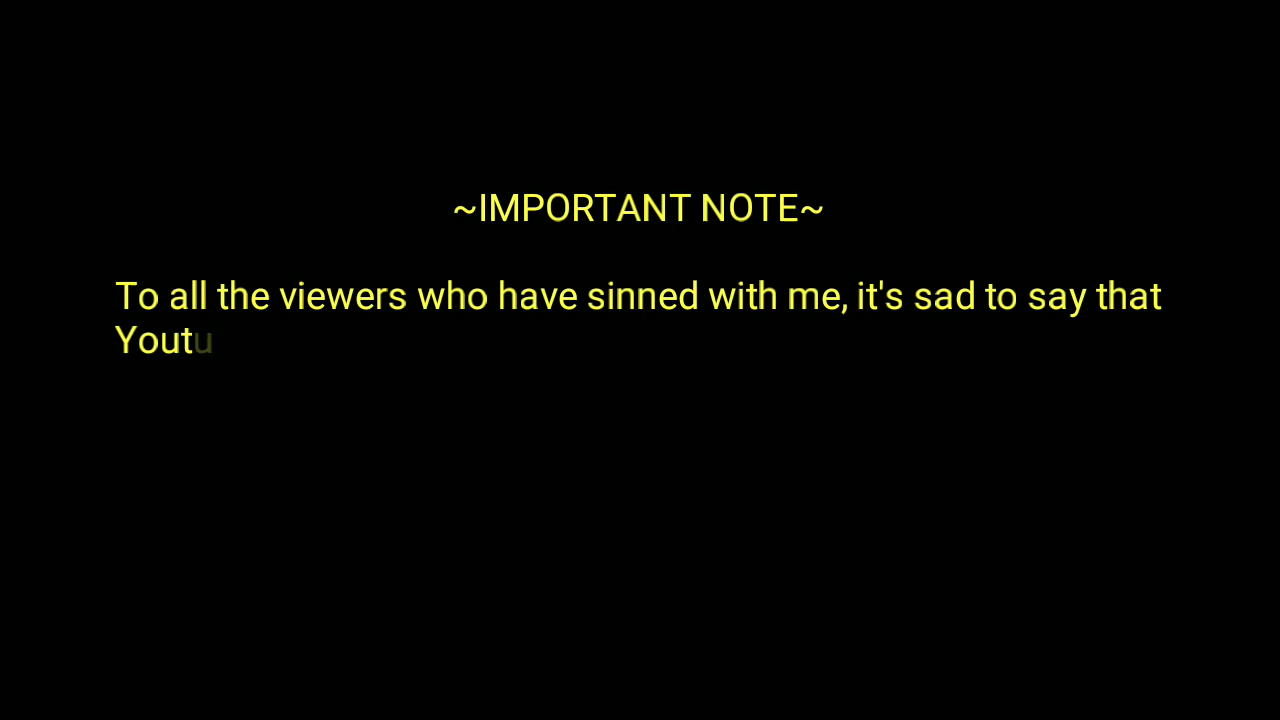 ~IMPORTANT NOTE~
To all the viewers who have sinned with me, it's sad to say that
Youtu